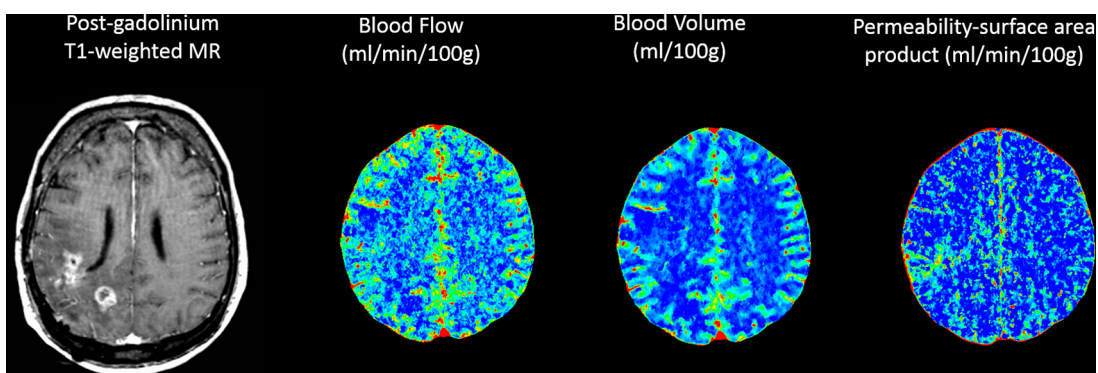 Post-gadolinium
T1-weighted MR
Blood Flow
(ml/min/100g)
Blood Volume
(ml/100g)
Permeability-surface area
product (ml/min/100g)